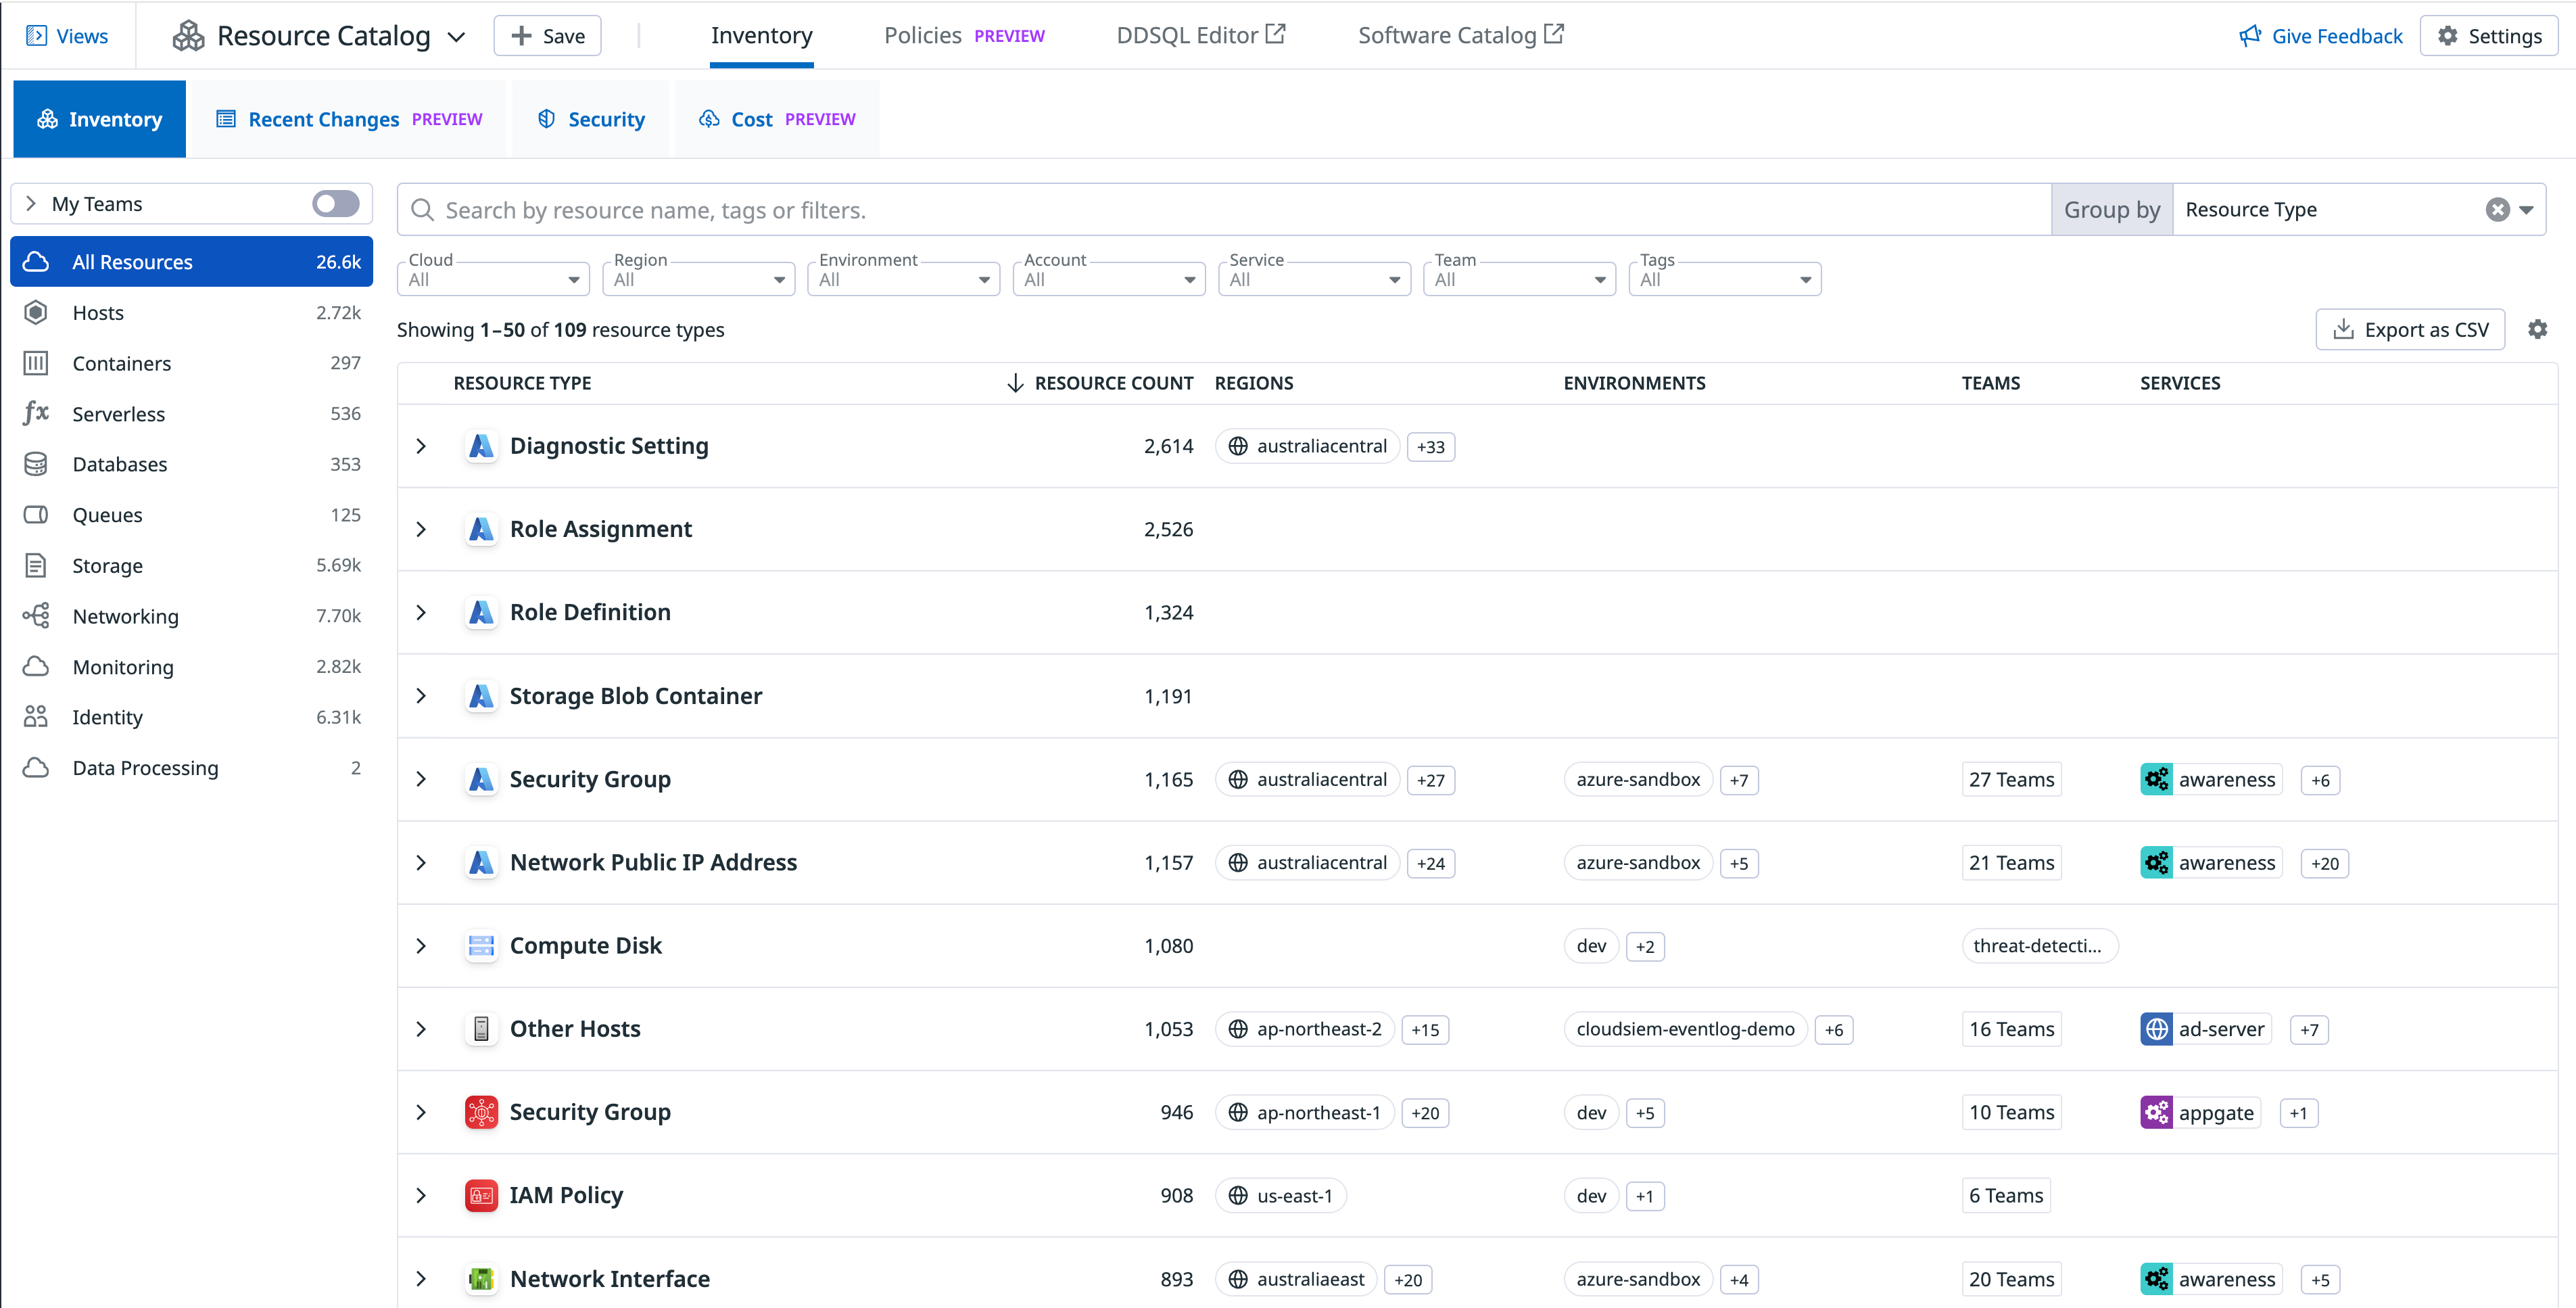 Views Resource Catalog Save Inventory Policies PREVIEW DDSQL Editor Software Catalog Give Feedback Settings
Inventory Recent Changes PREVIEW Security Cost PREVIEW
My Teams
All Resources 26.6k
Hosts 2.72k
Containers 297
Serverless 536
Databases 353
Queues 125
Storage 5.69k
Networking 7.70k
Monitoring 2.82k
Identity 6.31k
Data Processing 2
Search by resource name, tags or filters. Group by Resource Type
Cloud Region Environment Account Service Team Tags
All All All All All All All
Showing 1–50 of 109 resource types Export as CSV
RESOURCE TYPE RESOURCE COUNT REGIONS ENVIRONMENTS TEAMS SERVICES
Diagnostic Setting 2,614 australiacentral +33
Role Assignment 2,526
Role Definition 1,324
Storage Blob Container 1,191
Security Group 1,165 australiacentral +27 azure-sandbox +7 27 Teams awareness +6
Network Public IP Address 1,157 australiacentral +24 azure-sandbox +5 21 Teams awareness +20
Compute Disk 1,080 dev +2 threat-detecti...
Other Hosts 1,053 ap-northeast-2 +15 cloudsiem-eventlog-demo +6 16 Teams ad-server +7
Security Group 946 ap-northeast-1 +20 dev +5 10 Teams appgate +1
IAM Policy 908 us-east-1 dev +1 6 Teams
Network Interface 893 australiaeast +20 azure-sandbox +4 20 Teams awareness +5